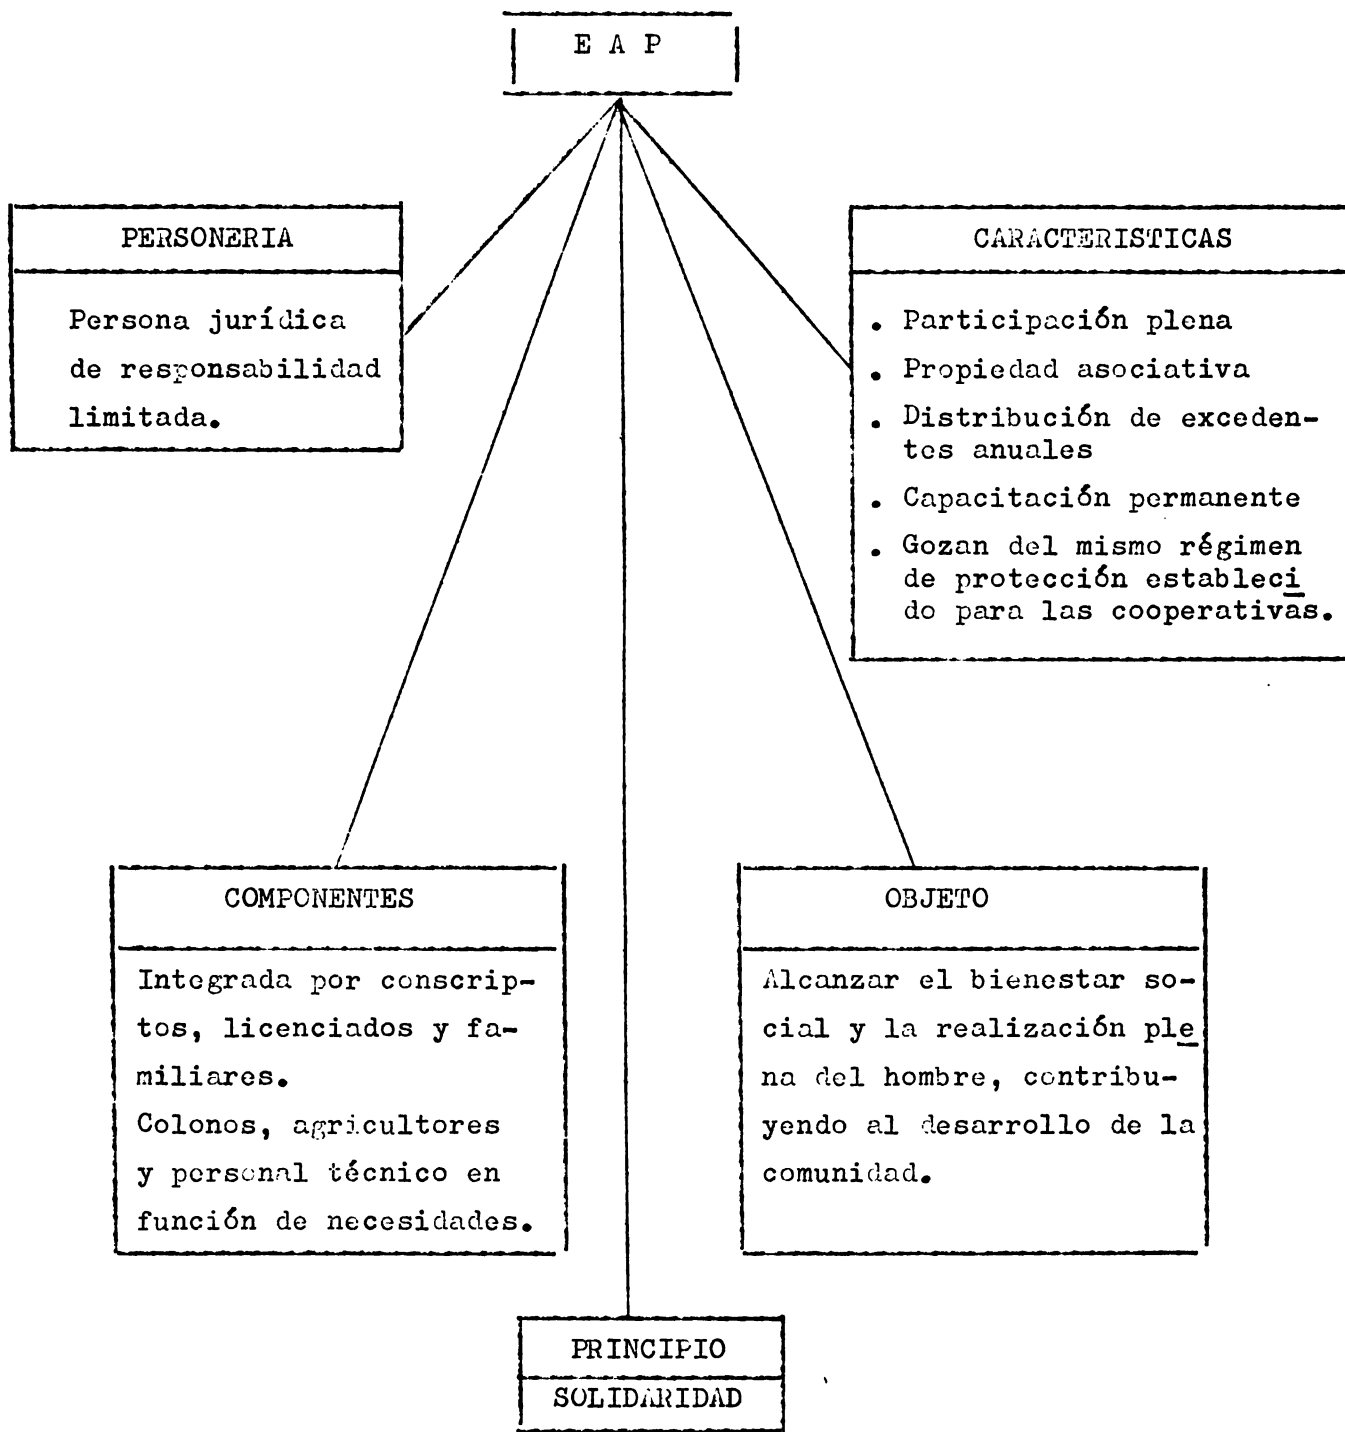 E A P
PERSONERIA
Persona jurídica
de responsabilidad
limitada.
CARACTERISTICAS
. Participación plena
. Propiedad asociativa
. Distribución de exceden-
tes anuales
. Capacitación permanente
. Gozan del mismo régimen
de protección estableci
do para las cooperativas.
COMPONENTES
Integrada por conscrip-
tos, licenciados y fa-
miliares.
Colonos, agricultores
y personal técnico en
función de necesidades.
OBJETO
Alcanzar el bienestar so-
cial y la realización ple
na del hombre, contribu-
yendo al desarrollo de la
comunidad.
PRINCIPIO
SOLIDARIDAD